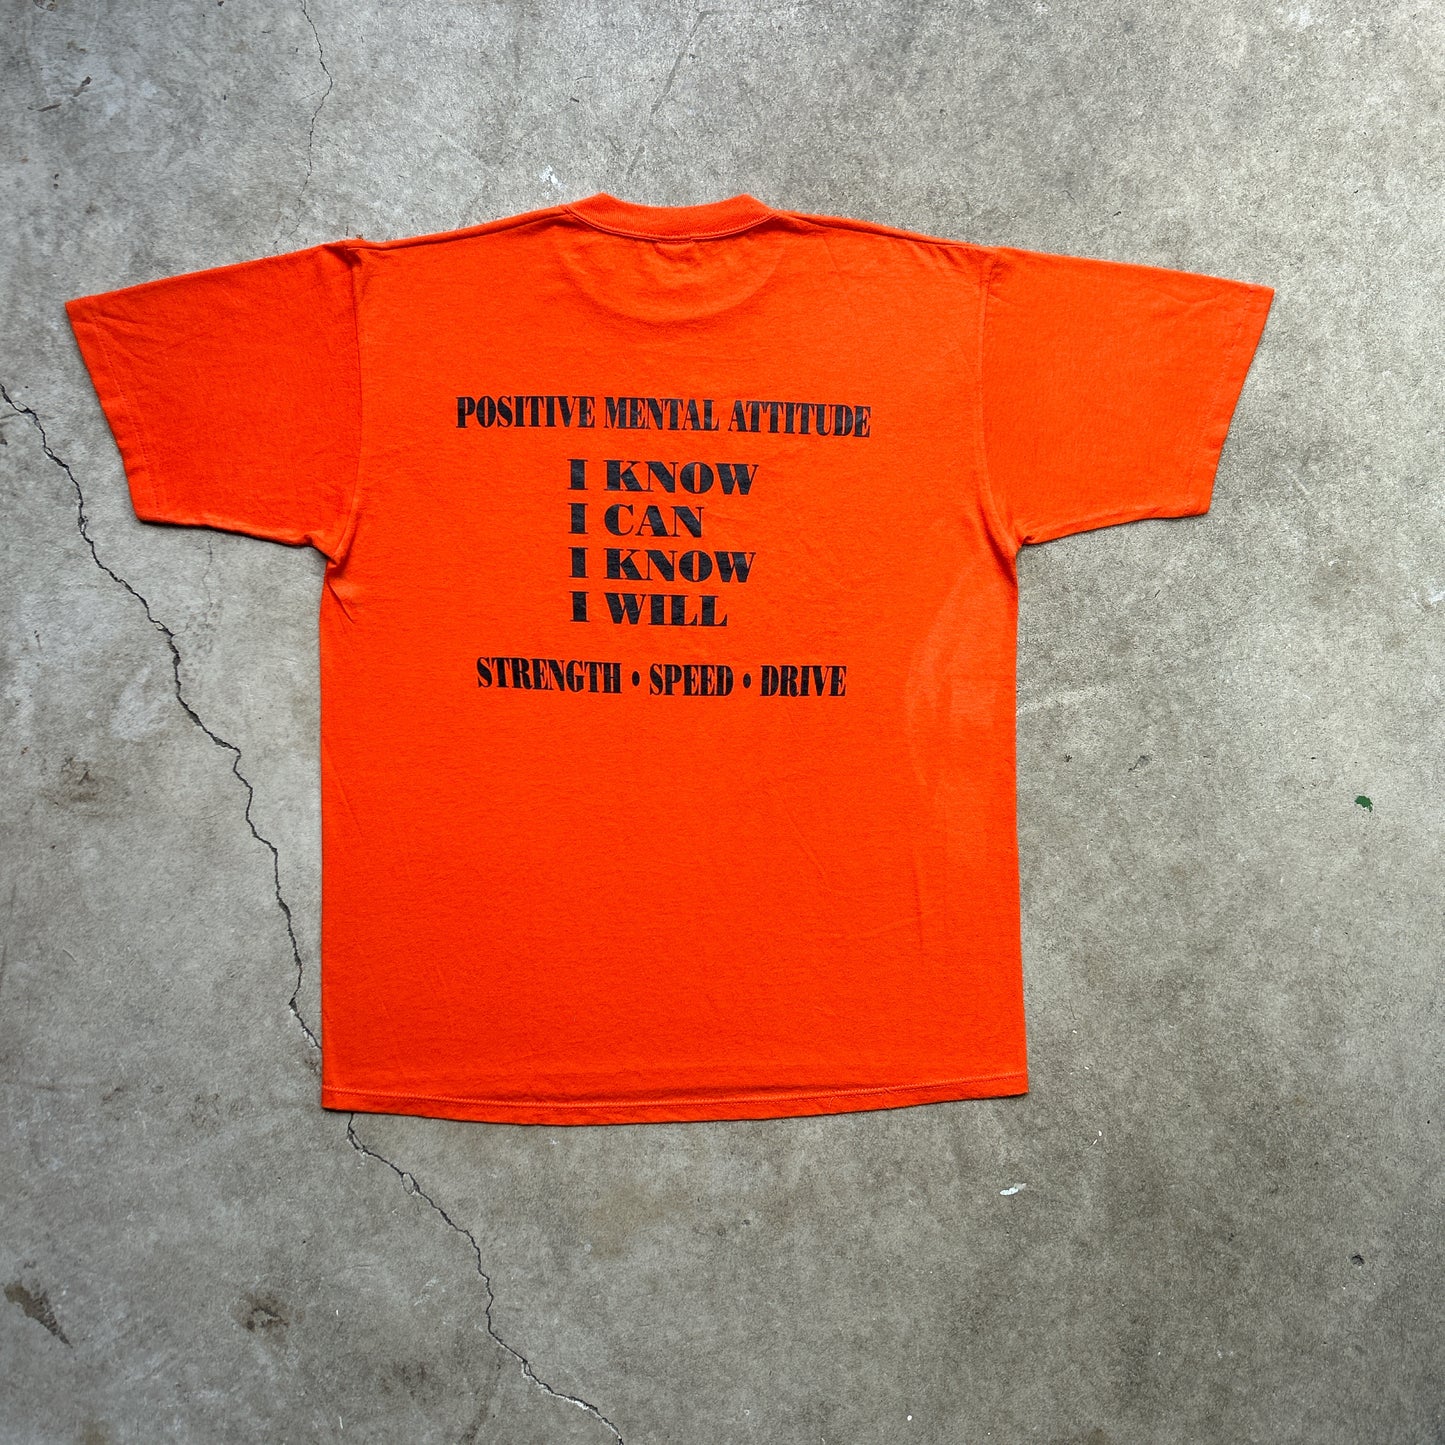 POSITIVE MENTAL ATTITUDE
I KNOW
I CAN
I KNOW
I WILL
STRENGTH • SPEED • DRIVE